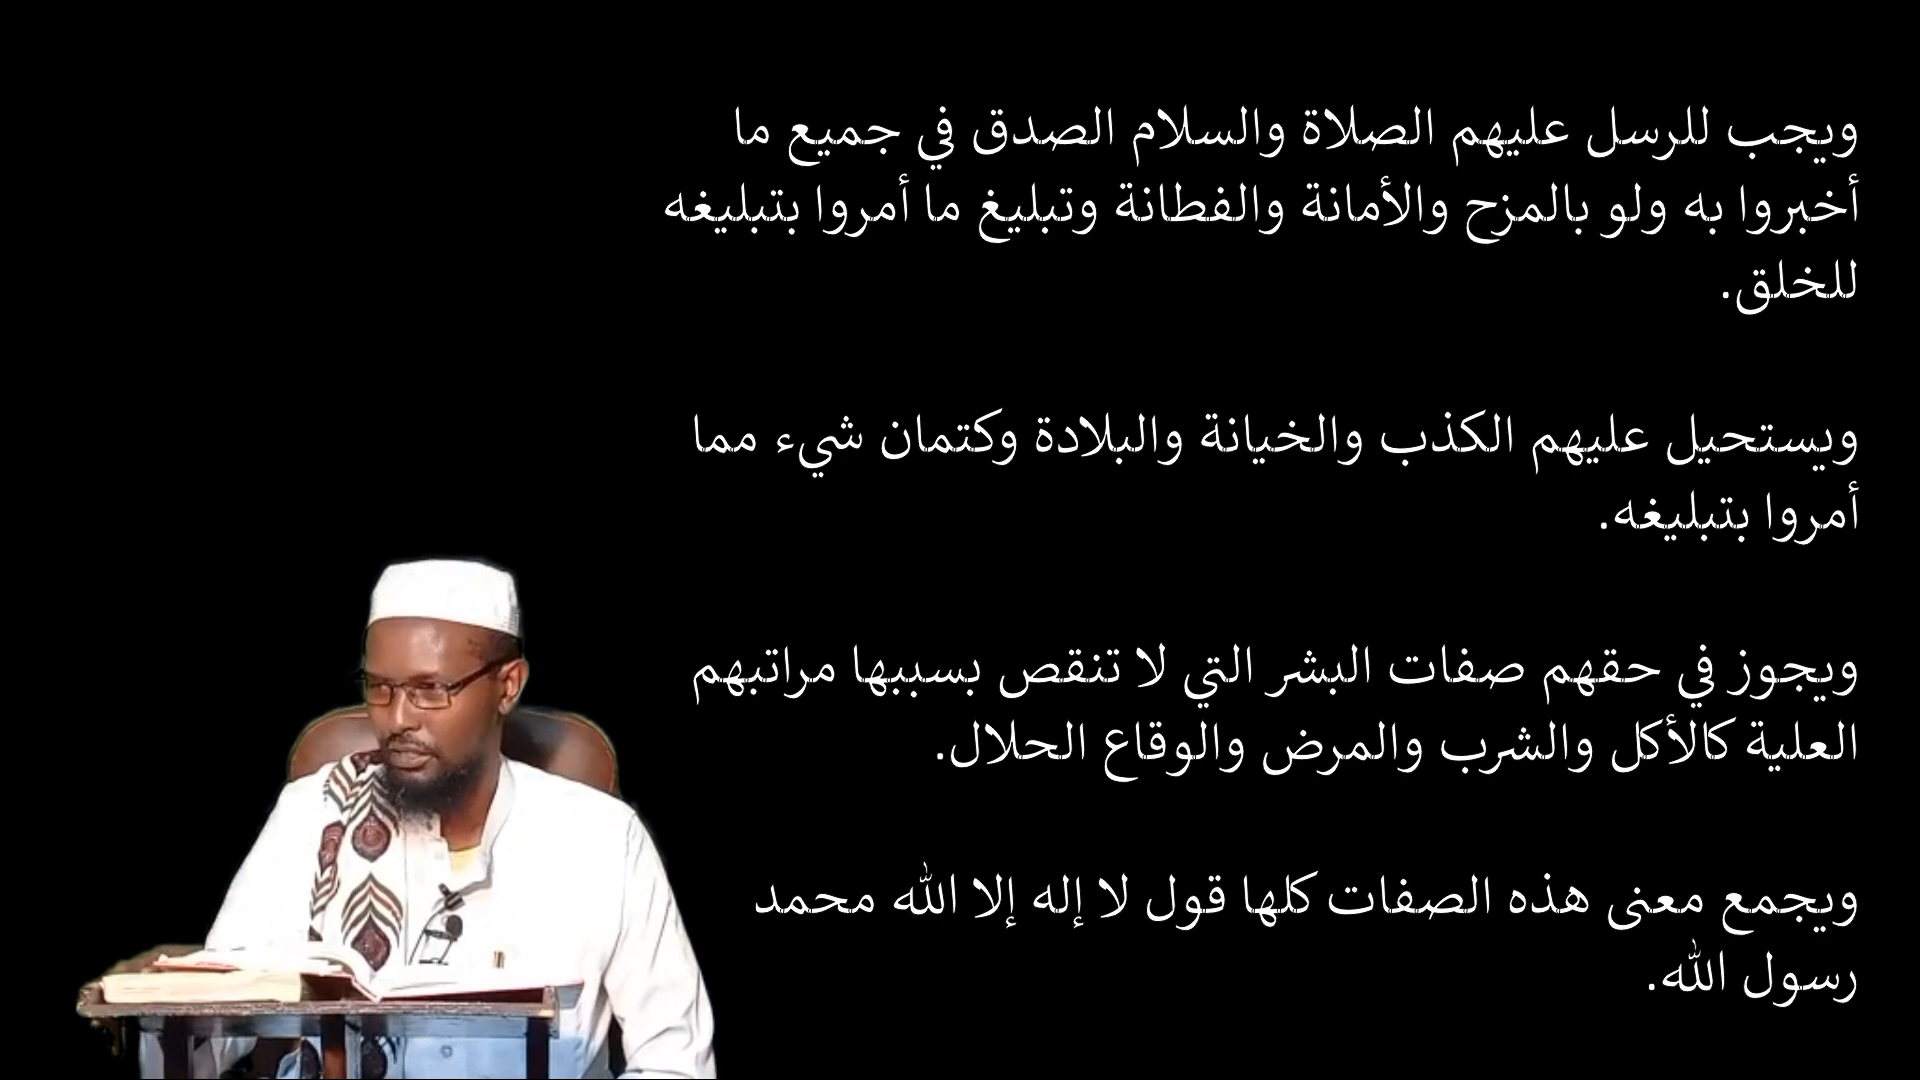 ويجب للرسل عليهم الصلاة والسلام الصدق في جميع ما
أخبروا به ولو بالمزح والأمانة والفطانة وتبليغ ما أمروا بتبليغه
للخلق.
ويستحيل عليهم الكذب والخيانة والبلادة وكتمان شيء مما
أمروا بتبليغه.
ويجوز في حقهم صفات البشر التي لا تنقص بسببها مراتبهم
العلية كالأكل والشرب والمرض والوقاع الحلال.
ويجمع معنى هذه الصفات كلها قول لا إله إلا الله محمد
رسول الله.